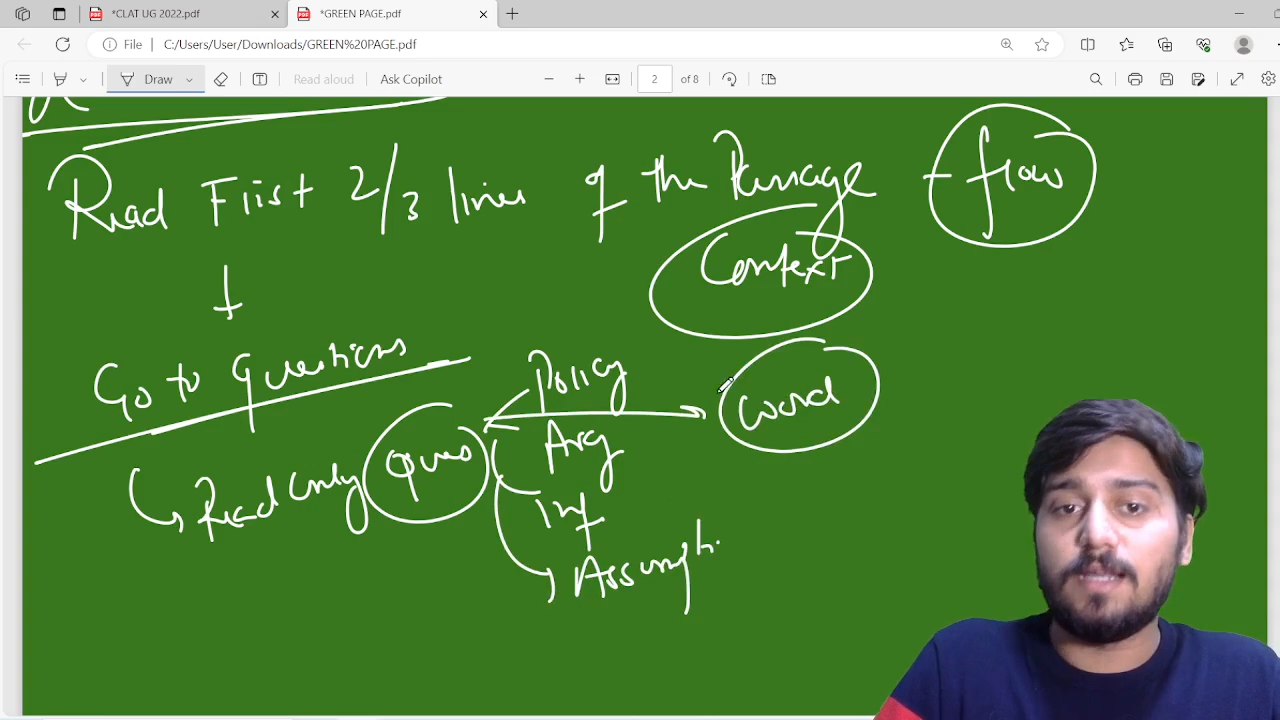 *CLAT UG 2022.pdf
*GREEN PAGE.pdf
File
C:/Users/User/Downloads/GREEN%20PAGE.pdf
Draw
Read aloud
Ask Copilot
2
of 8
Read First 2/3 lines of the Passage - flow
Context
Go to Questions
Policy
word
Read Only Ques
Arg
Inf
Assumpti